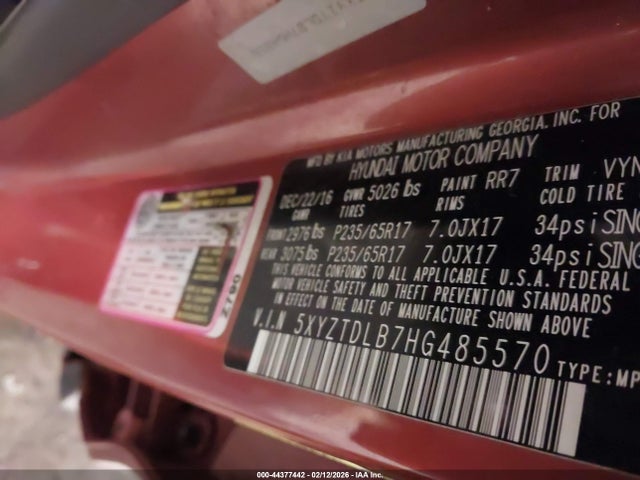 MFD BY KIA MOTORS MANUFACTURING GEORGIA. INC. FOR
HYUNDAI MOTOR COMPANY
DEC/22/16 GVWR 5026 lbs PAINT RR7 TRIM VYN
GAWR TIRES RIMS COLD TIRE
FRONT 2976 lbs P235/65R17 7.0JX17 34psi SING
REAR 3075 lbs P235/65R17 7.0JX17 34psi SING
THIS VEHICLE CONFORMS TO ALL APPLICABLE U.S.A. FEDERAL
MOTOR VEHICLE SAFETY AND THEFT PREVENTION STANDARDS
IN EFFECT ON THE DATE OF MANUFACTURE SHOWN ABOVE
V.I.N 5XYZTDLB7HG485570 TYPE:MP
2780
000-44377442 - 02/12/2026 - IAA Inc.